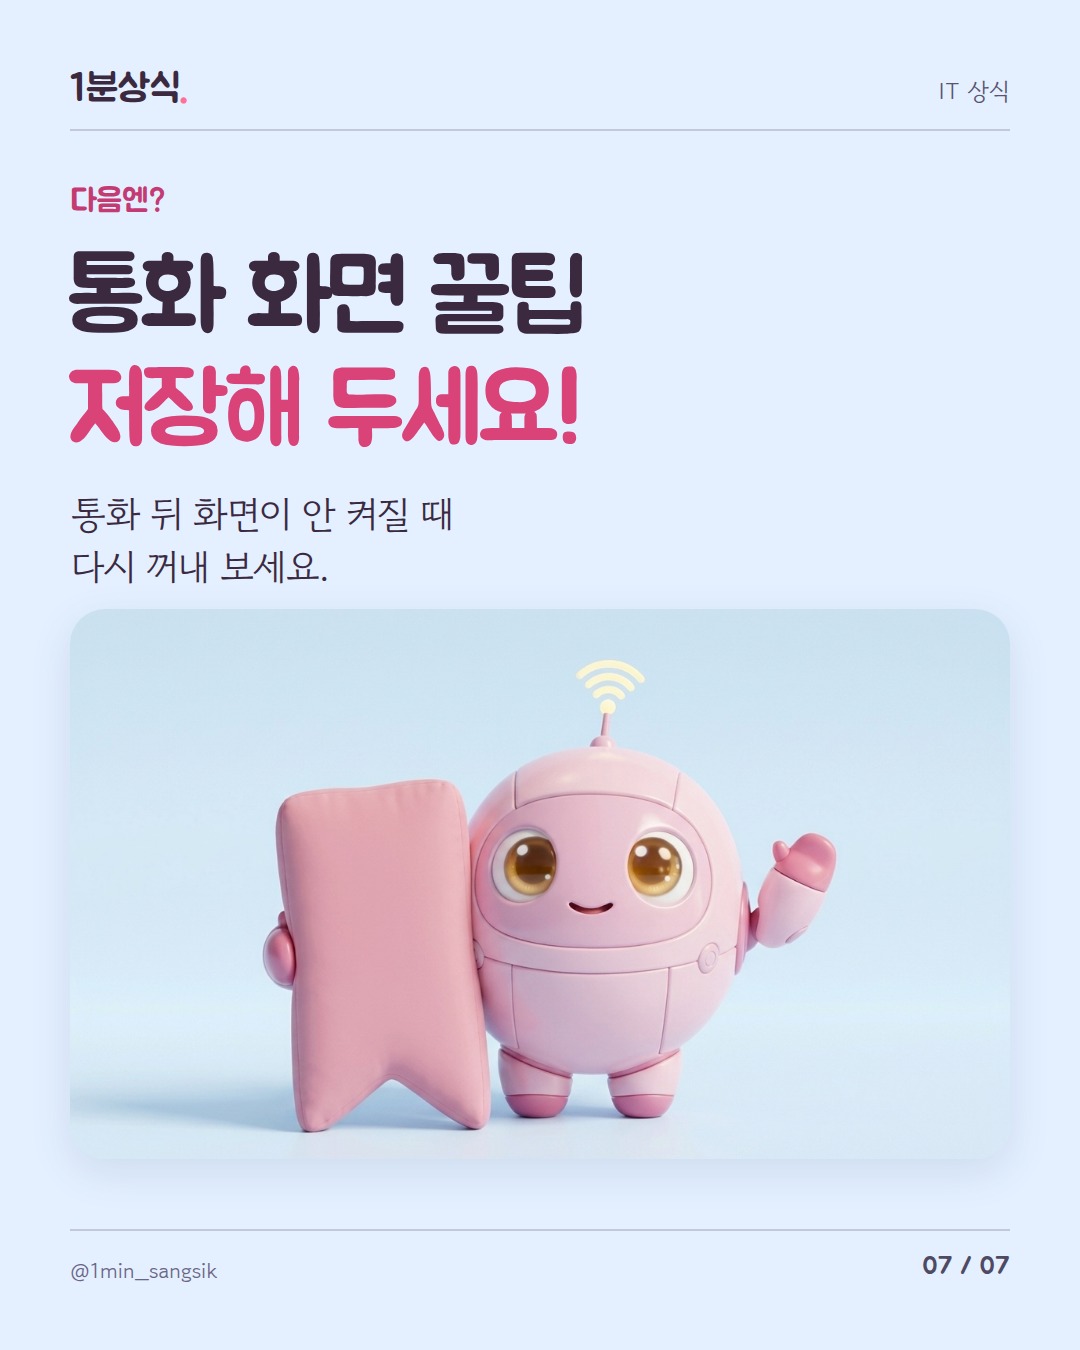 1분상식.
IT 상식
다음엔?
통화 화면 꿀팁
저장해 두세요!
통화 뒤 화면이 안 켜질 때
다시 꺼내 보세요.
@1min_sangsik
07 / 07